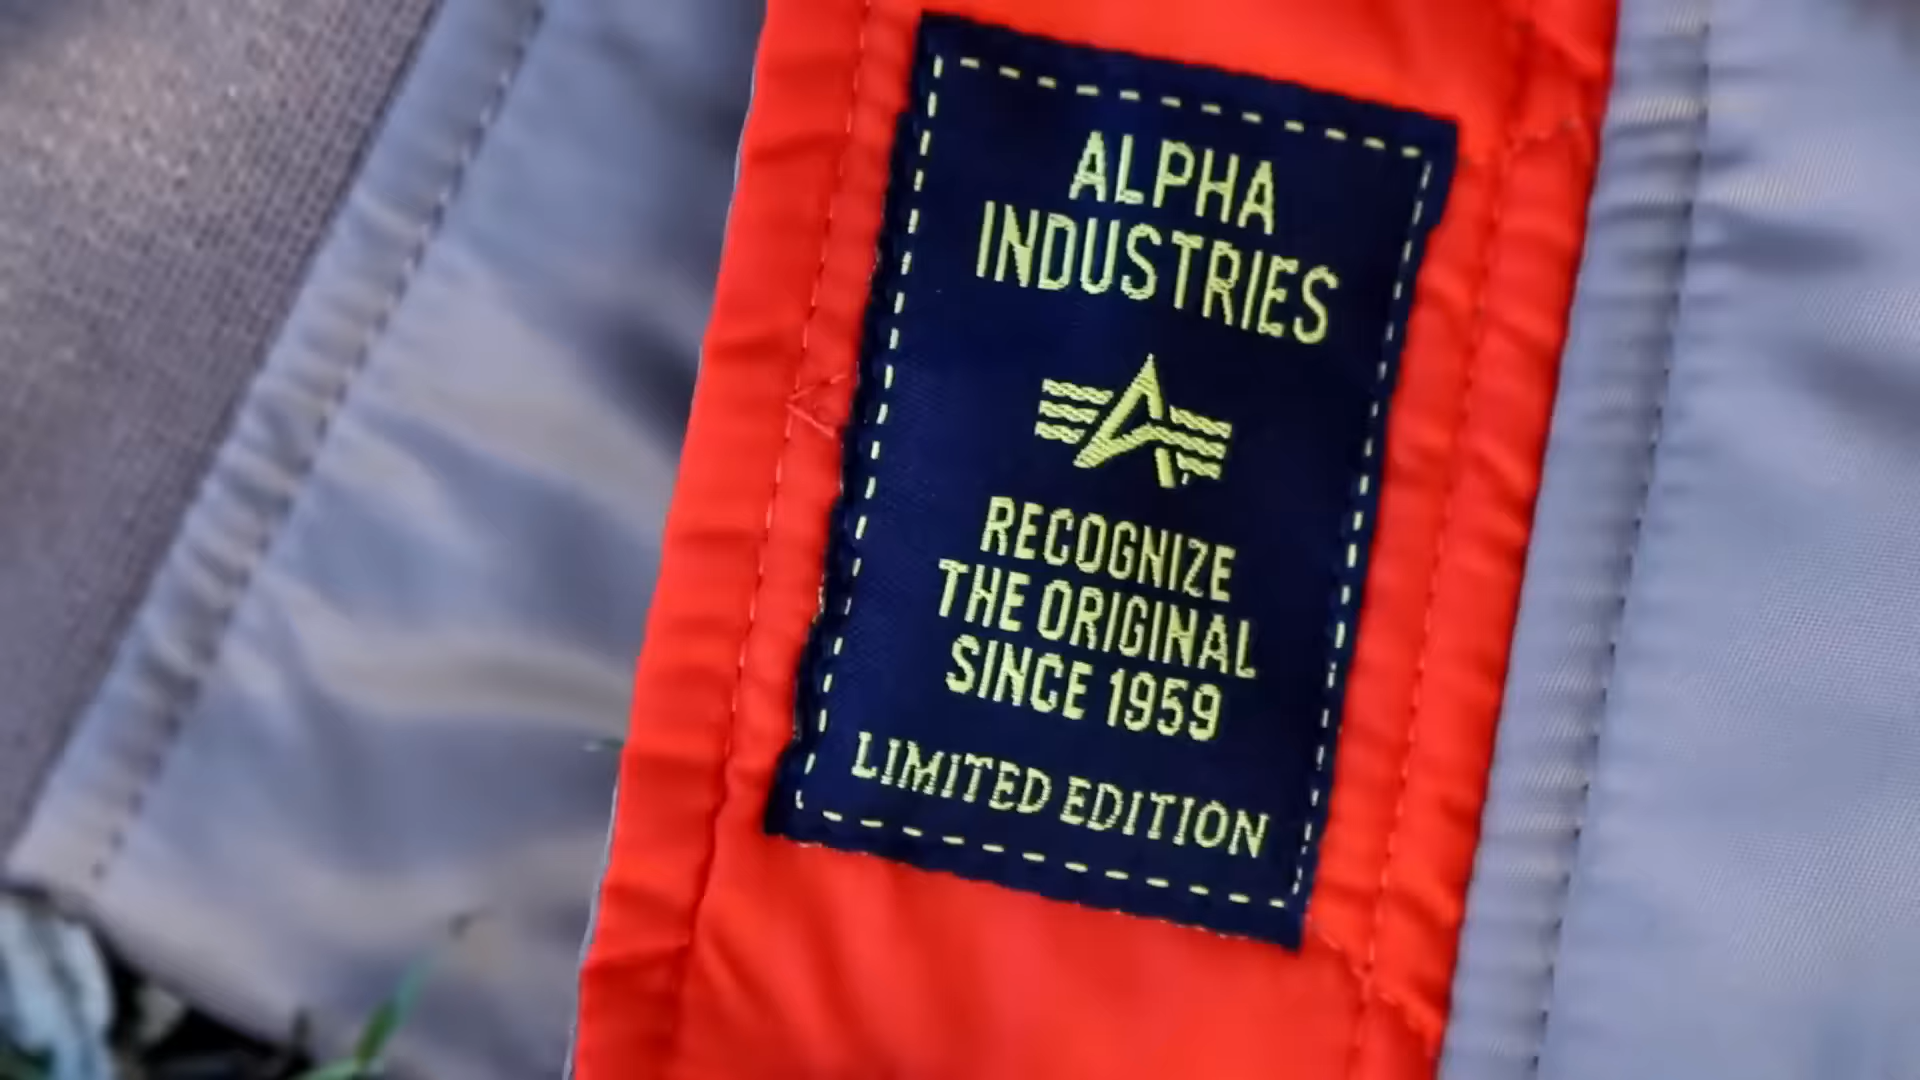 ALPHA
INDUSTRIES
RECOGNIZE
THE ORIGINAL
SINCE 1959
LIMITED EDITION